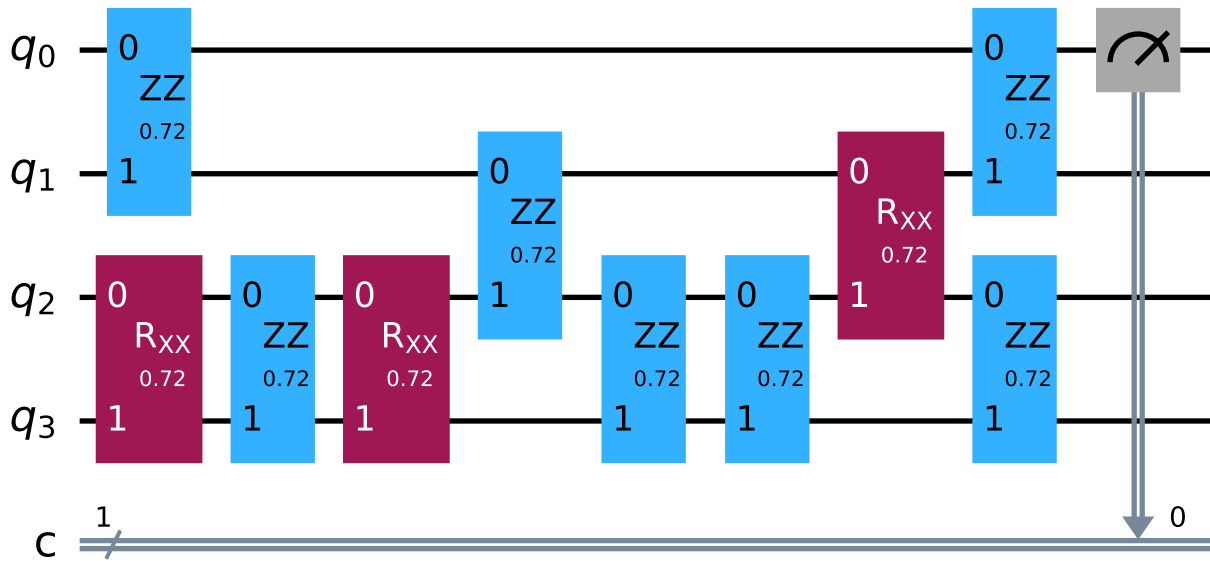 q0 0 0
ZZ ZZ
0.72 0.72
q1 1 0 0 1
ZZ RXX
0.72 0.72
q2 0 0 0 1 0 0 1 0
RXX ZZ RXX ZZ ZZ ZZ
0.72 0.72 0.72 0.72 0.72 0.72
q3 1 1 1 1 1 1
1 0
c